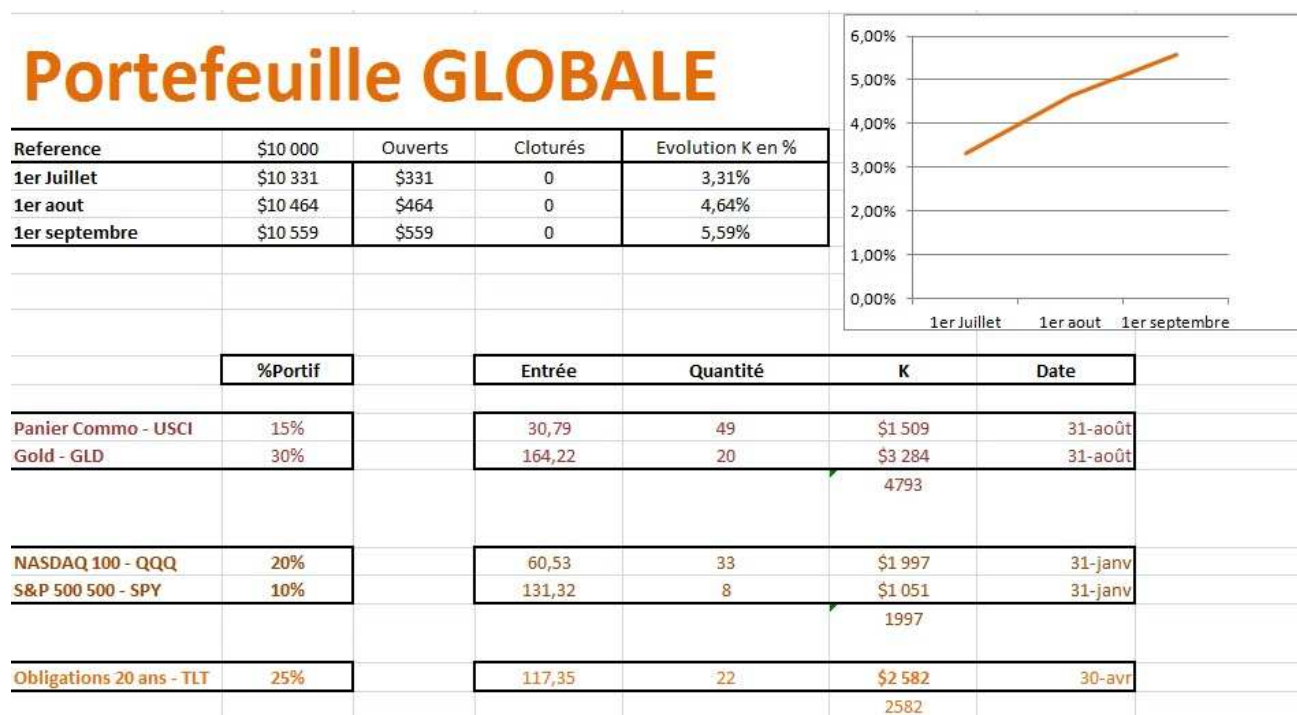 Portefeuille GLOBALE
Reference $10 000 Ouverts Cloturés Evolution K en %
1er Juillet $10 331 $331 0 3,31%
1er aout $10 464 $464 0 4,64%
1er septembre $10 559 $559 0 5,59%
6,00%
5,00%
4,00%
3,00%
2,00%
1,00%
0,00%
1er Juillet 1er aout 1er septembre
%Portif Entrée Quantité K Date
Panier Commo - USCI 15% 30,79 49 $1 509 31-août
Gold - GLD 30% 164,22 20 $3 284 31-août
4793
NASDAQ 100 - QQQ 20% 60,53 33 $1 997 31-janv
S&P 500 500 - SPY 10% 131,32 8 $1 051 31-janv
1997
Obligations 20 ans - TLT 25% 117,35 22 $2 582 30-avr
2582